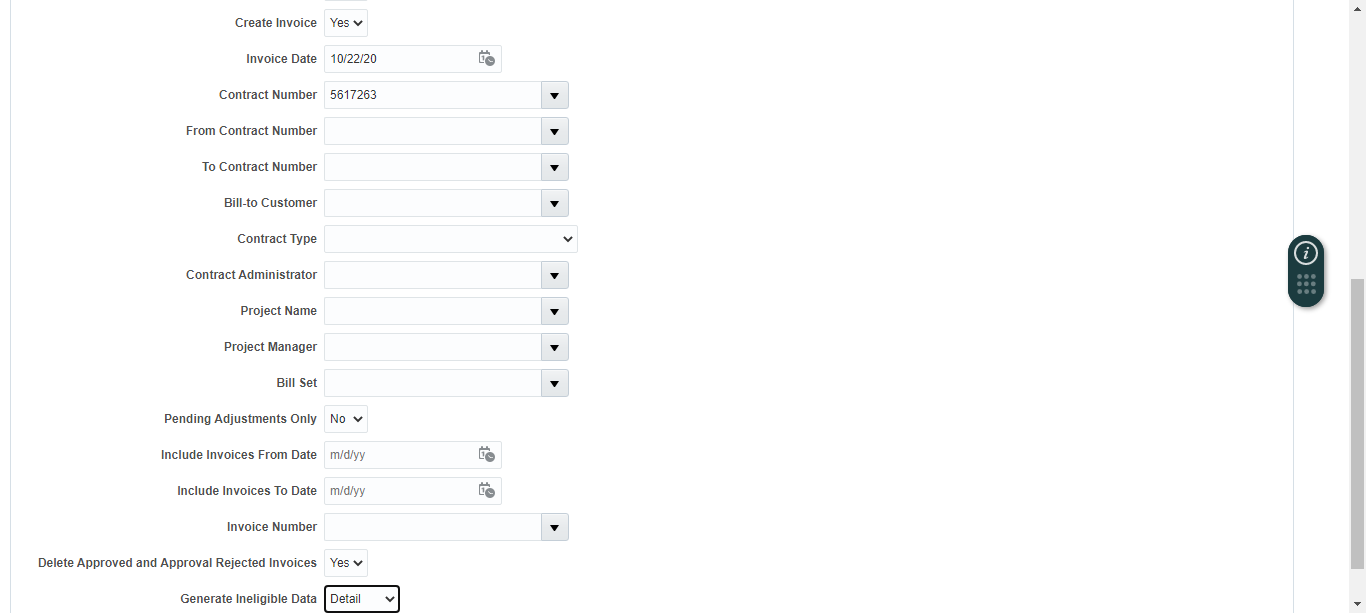 Create Invoice Yes
Invoice Date 10/22/20
Contract Number 5617263
From Contract Number
To Contract Number
Bill-to Customer
Contract Type
Contract Administrator
Project Name
Project Manager
Bill Set
Pending Adjustments Only No
Include Invoices From Date m/d/yy
Include Invoices To Date m/d/yy
Invoice Number
Delete Approved and Approval Rejected Invoices Yes
Generate Ineligible Data Detail